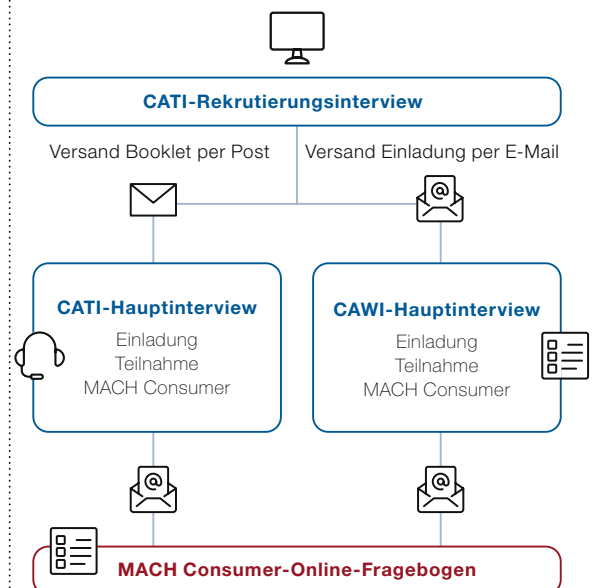 CATI-Rekrutierungsinterview
Versand Booklet per Post
Versand Einladung per E-Mail
CATI-Hauptinterview
Einladung
Teilnahme
MACH Consumer
CAWI-Hauptinterview
Einladung
Teilnahme
MACH Consumer
MACH Consumer-Online-Fragebogen